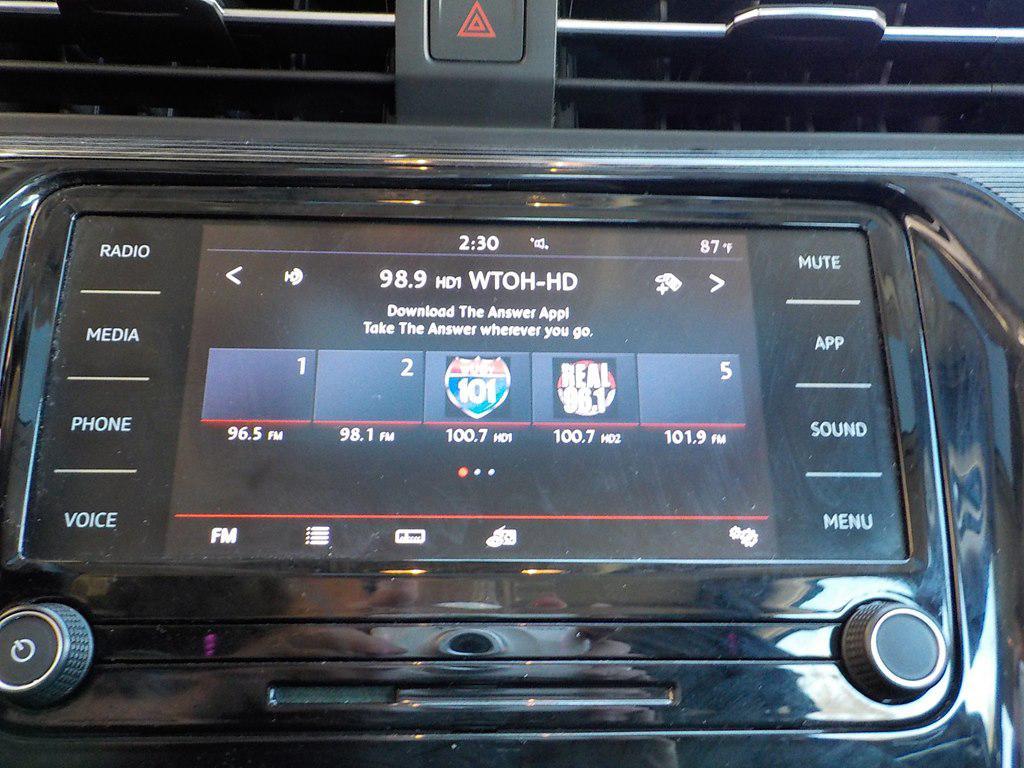 2:30 87 °F
RADIO
MUTE
98.9 HD1 WTOH-HD
Download The Answer App!
Take The Answer wherever you go.
MEDIA
APP
1 2 5
101
REAL
96.1
96.5 FM 98.1 FM 100.7 HD1 100.7 HD2 101.9 FM
PHONE
SOUND
VOICE
MENU
FM